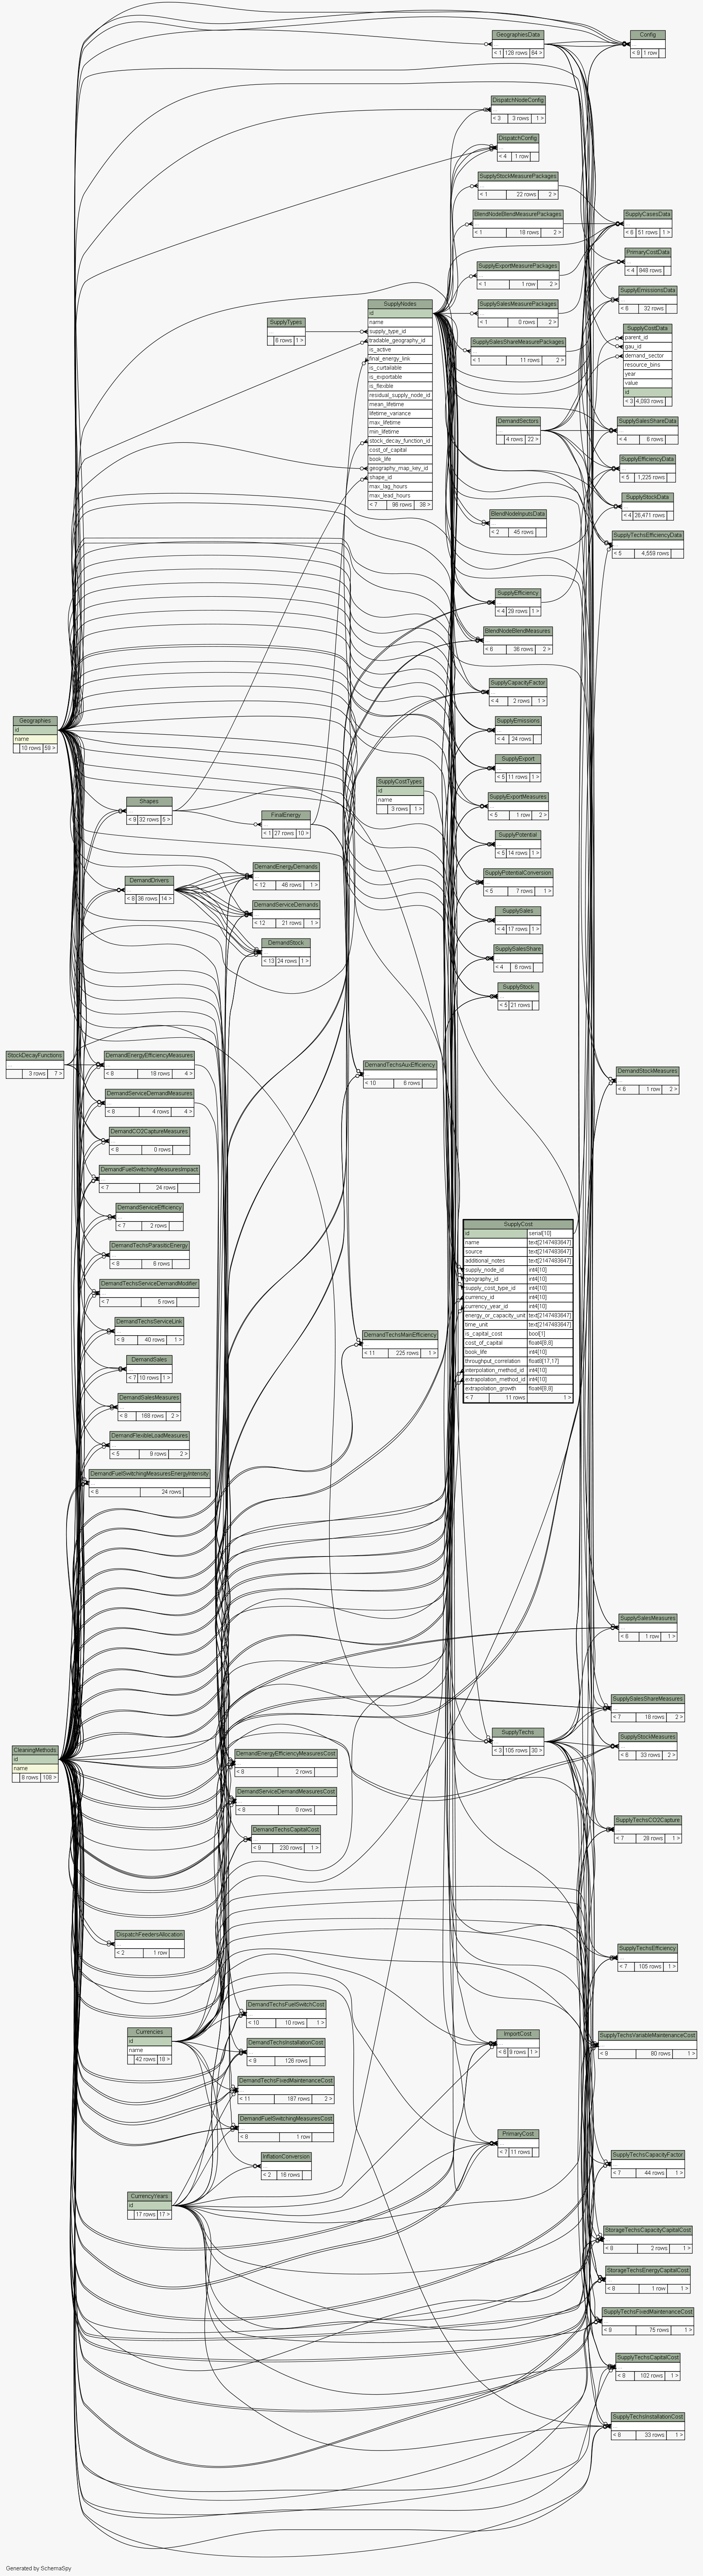 GeographiesData
< 1 128 rows 84 >
Config
< 9 1 row
DispatchNodeConfig
< 3 3 rows 1 >
DispatchConfig
< 4 1 row
SupplyStockMeasurePackages
< 1 22 rows 2 >
BlendNodeBlendMeasurePackages
< 1 18 rows 2 >
SupplyExportMeasurePackages
< 1 1 row 2 >
SupplySalesMeasurePackages
< 1 0 rows 2 >
SupplySalesShareMeasurePackages
< 1 11 rows 2 >
SupplyCasesData
< 6 51 rows 1 >
PrimaryCostData
< 4 848 rows
SupplyEmissionsData
< 6 32 rows
SupplyCostData
parent_id
gau_id
demand_sector
resource_bins
year
value
id
< 3 4,093 rows
SupplyTypes
6 rows 1 >
SupplyNodes
id
name
supply_type_id
tradable_geography_id
is_active
final_energy_link
is_curtailable
is_exportable
is_flexible
residual_supply_node_id
mean_lifetime
lifetime_variance
max_lifetime
min_lifetime
stock_decay_function_id
cost_of_capital
book_life
geography_map_key_id
shape_id
max_lag_hours
max_lead_hours
< 7 98 rows 38 >
DemandSectors
4 rows 22 >
SupplySalesShareData
< 4 6 rows
SupplyEfficiencyData
< 5 1,225 rows
SupplyStockData
< 4 26,471 rows
SupplyTechsEfficiencyData
< 5 4,559 rows
BlendNodeInputsData
< 2 45 rows
SupplyEfficiency
< 4 29 rows 1 >
BlendNodeBlendMeasures
< 6 36 rows 2 >
SupplyCapacityFactor
< 4 2 rows 1 >
SupplyEmissions
< 4 24 rows
SupplyExport
< 5 11 rows 1 >
SupplyExportMeasures
< 5 1 row 2 >
SupplyPotential
< 5 14 rows 1 >
SupplyPotentialConversion
< 5 7 rows 1 >
SupplySales
< 4 17 rows 1 >
SupplySalesShare
< 4 6 rows
SupplyStock
< 5 21 rows
Geographies
id
name
10 rows 59 >
SupplyCostTypes
id
name
3 rows 1 >
Shapes
< 9 32 rows 5 >
FinalEnergy
< 1 27 rows 10 >
DemandDrivers
< 8 38 rows 14 >
DemandEnergyDemands
< 12 46 rows 1 >
DemandServiceDemands
< 12 21 rows 1 >
DemandStock
< 13 24 rows 1 >
StockDecayFunctions
3 rows 7 >
DemandEnergyEfficiencyMeasures
< 8 18 rows 4 >
DemandServiceDemandMeasures
< 8 4 rows 4 >
DemandCO2CaptureMeasures
< 8 0 rows
DemandFuelSwitchingMeasuresImpact
< 7 24 rows
DemandServiceEfficiency
< 7 2 rows
DemandTechsParasiticEnergy
< 8 6 rows
DemandTechsServiceDemandModifier
< 7 5 rows
DemandTechsServiceLink
< 9 40 rows 1 >
DemandSales
< 7 10 rows 1 >
DemandSalesMeasures
< 8 188 rows 2 >
DemandFlexibleLoadMeasures
< 5 9 rows 2 >
DemandFuelSwitchingMeasuresEnergyIntensity
< 6 24 rows
DemandTechsAuxEfficiency
< 10 6 rows
DemandTechsMainEfficiency
< 11 225 rows 1 >
DemandStockMeasures
< 6 1 row 2 >
SupplyCost
id serial[10]
name text[2147483647]
source text[2147483647]
additional_notes text[2147483647]
supply_node_id int4[10]
geography_id int4[10]
supply_cost_type_id int4[10]
currency_id int4[10]
currency_year_id int4[10]
energy_or_capacity_unit text[2147483647]
time_unit text[2147483647]
is_capital_cost bool[1]
cost_of_capital float4[8,8]
book_life int4[10]
throughput_correlation float8[17,17]
interpolation_method_id int4[10]
extrapolation_method_id int4[10]
extrapolation_growth float4[8,8]
< 7 11 rows 1 >
SupplySalesMeasures
< 8 1 row 1 >
SupplySalesShareMeasures
< 7 18 rows 2 >
SupplyTechs
< 3 105 rows 30 >
SupplyStockMeasures
< 6 33 rows 2 >
CleaningMethods
id
name
8 rows 108 >
DemandEnergyEfficiencyMeasuresCost
< 8 2 rows
DemandServiceDemandMeasuresCost
< 8 0 rows
DemandTechsCapitalCost
< 8 230 rows 1 >
SupplyTechsCO2Capture
< 7 28 rows 1 >
DispatchFeedersAllocation
< 2 1 row
SupplyTechsEfficiency
< 7 105 rows 1 >
DemandTechsFuelSwitchCost
< 10 10 rows 1 >
Currencies
id
name
42 rows 18 >
DemandTechsInstallationCost
< 9 126 rows
ImportCost
< 6 9 rows 1 >
SupplyTechsVariableMaintenanceCost
< 9 80 rows 1 >
DemandTechsFixedMaintenanceCost
< 11 187 rows 2 >
DemandFuelSwitchingMeasuresCost
< 8 1 row
PrimaryCost
< 7 11 rows
InflationConversion
< 2 16 rows
SupplyTechsCapacityFactor
< 7 44 rows 1 >
CurrencyYears
id
17 rows 17 >
StorageTechsCapacityCapitalCost
< 8 2 rows 1 >
StorageTechsEnergyCapitalCost
< 8 1 row 1 >
SupplyTechsFixedMaintenanceCost
< 8 75 rows 1 >
SupplyTechsCapitalCost
< 8 102 rows 1 >
SupplyTechsInstallationCost
< 8 33 rows 1 >
Generated by SchemaSpy